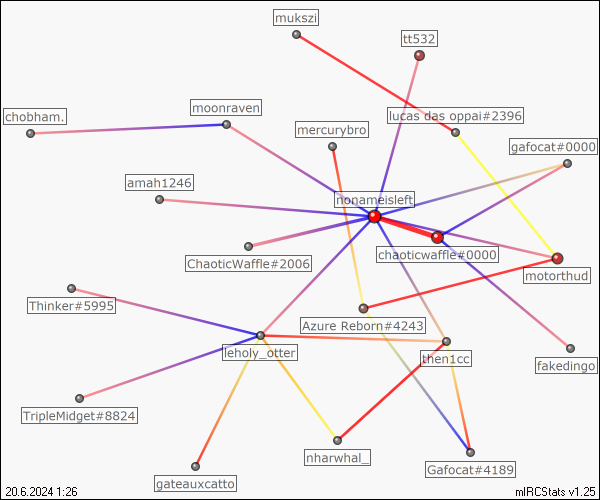 mukszi
tt532
moonraven
chobham.
lucas das oppai#2396
mercurybro
gafocat#0000
amah1246
nonameisleft
chaoticwaffle#0000
ChaoticWaffle#2006
motorthud
Thinker#5995
Azure Reborn#4243
leholy_otter
then1cc
fakedingo
TripleMidget#8824
nharwhal_
Gafocat#4189
gateauxcatto
20.6.2024 1:26
mIRCStats v1.25